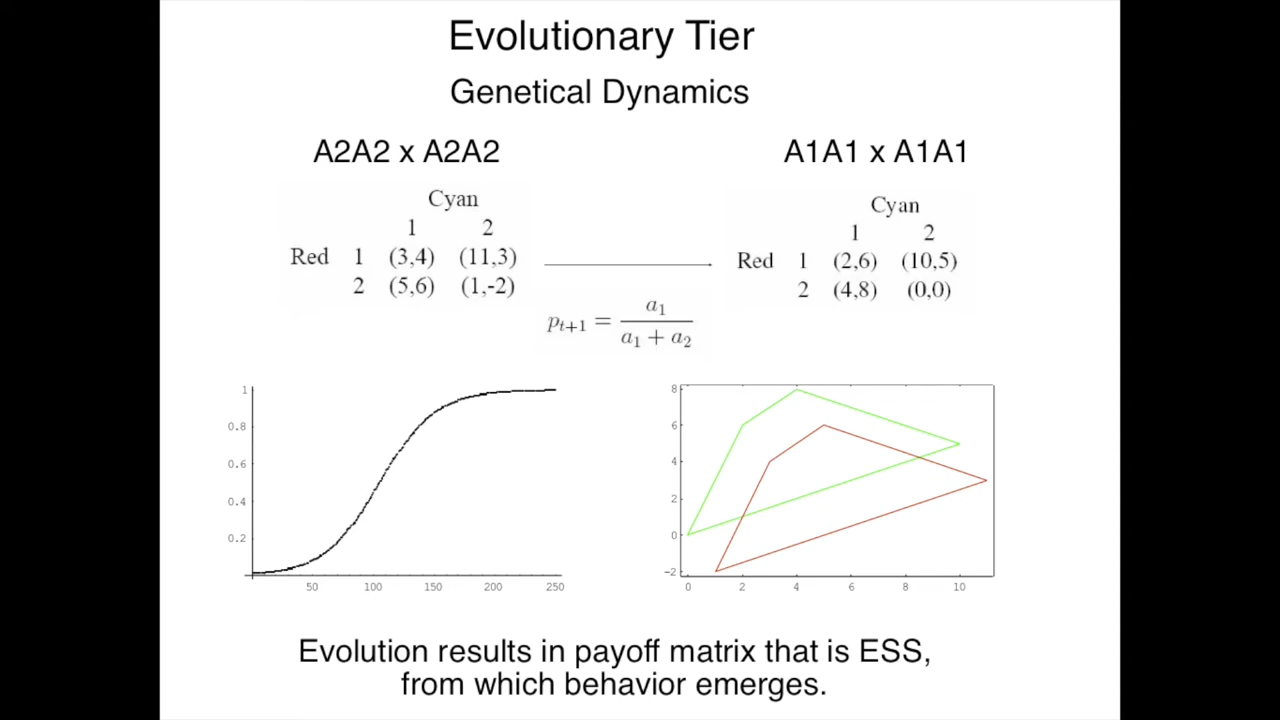 Evolutionary Tier
Genetical Dynamics
A2A2 x A2A2
A1A1 x A1A1
Cyan
1 2
Red 1 (3,4) (11,3)
2 (5,6) (1,-2)
Cyan
1 2
Red 1 (2,6) (10,5)
2 (4,8) (0,0)
p_{t+1} = a_1 / (a_1 + a_2)
1
0.8
0.6
0.4
0.2
50 100 150 200 250
8
6
4
2
0
-2
0 2 4 6 8 10
Evolution results in payoff matrix that is ESS,
from which behavior emerges.